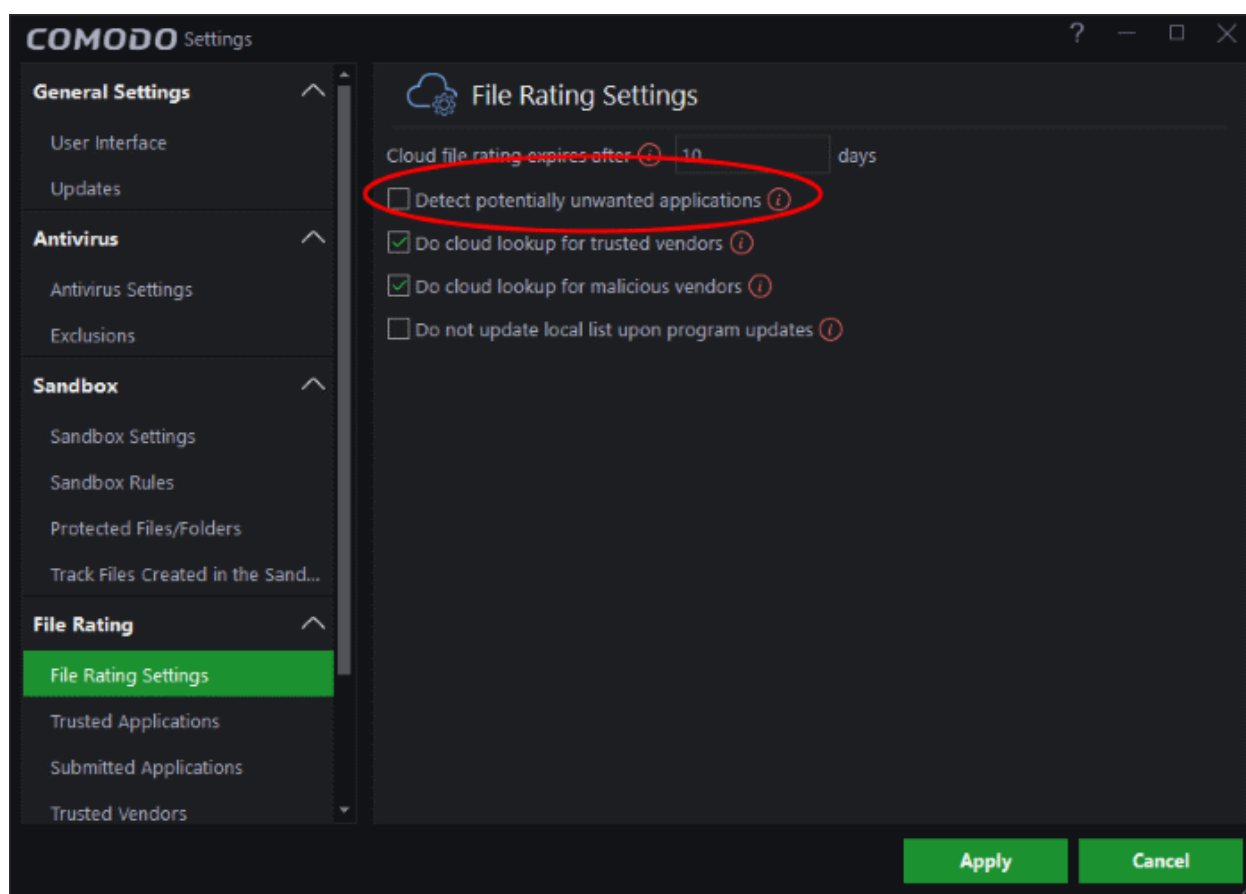 COMODO Settings
?
General Settings
User Interface
Updates
Antivirus
Antivirus Settings
Exclusions
Sandbox
Sandbox Settings
Sandbox Rules
Protected Files/Folders
Track Files Created in the Sand...
File Rating
File Rating Settings
Trusted Applications
Submitted Applications
Trusted Vendors
File Rating Settings
Cloud file rating expires after 10 days
Detect potentially unwanted applications
Do cloud lookup for trusted vendors
Do cloud lookup for malicious vendors
Do not update local list upon program updates
Apply
Cancel